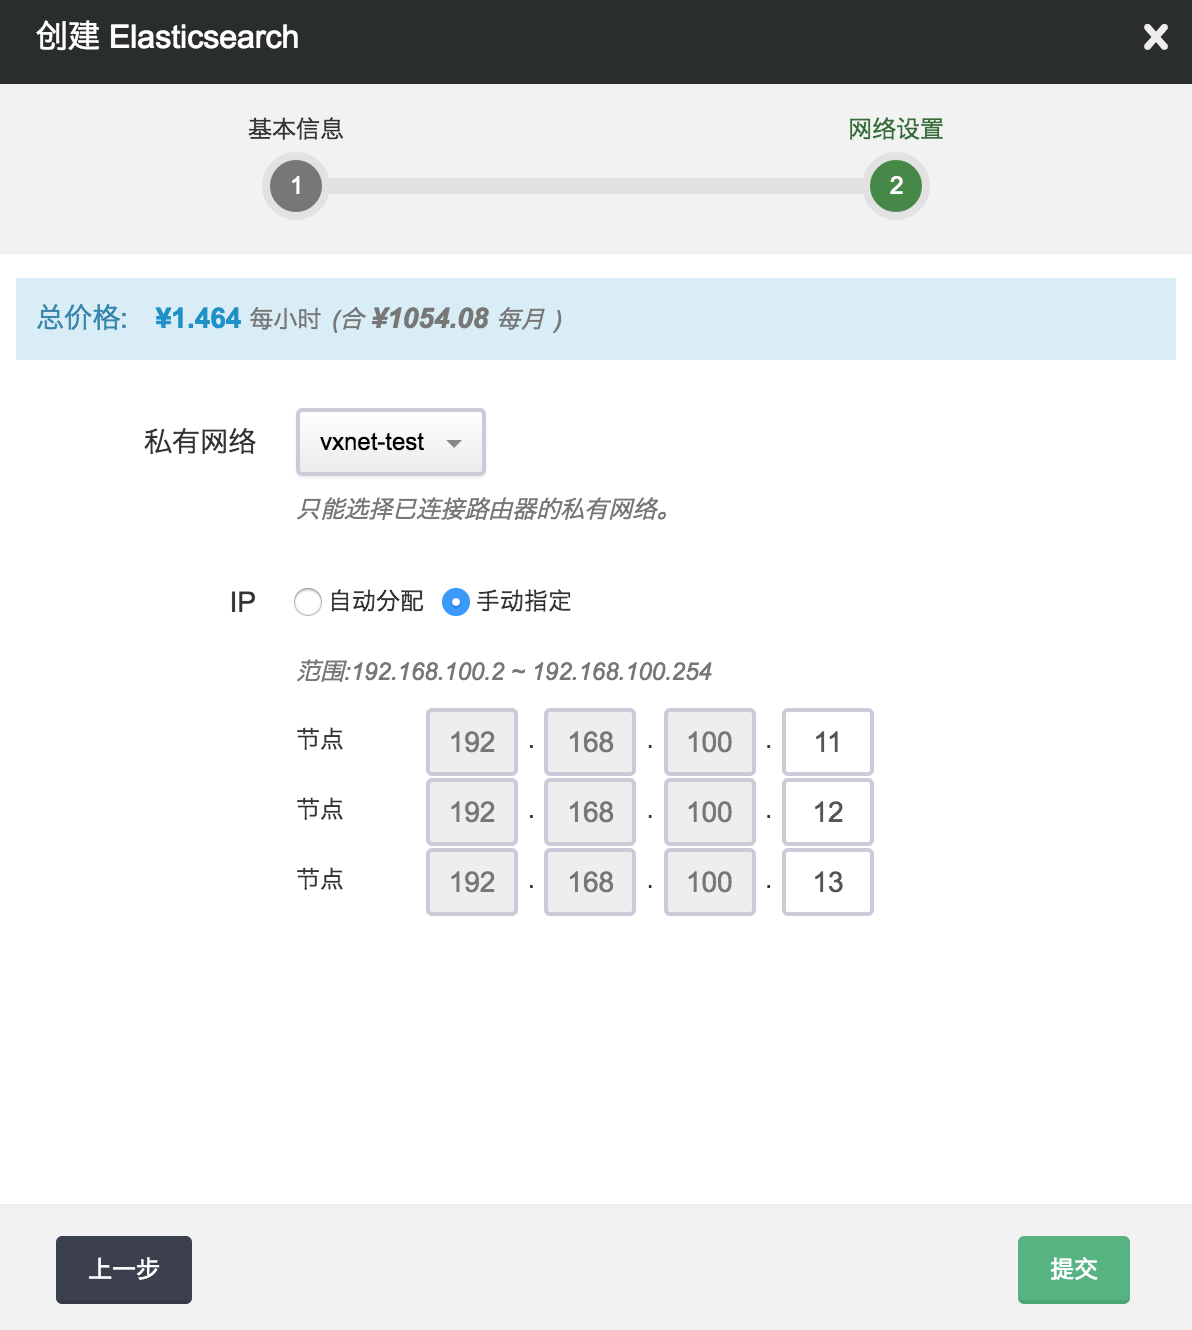 创建 Elasticsearch
基本信息 网络设置
1 2
总价格: ¥1.464 每小时 (合 ¥1054.08 每月 )
私有网络 vxnet-test
只能选择已连接路由器的私有网络。
IP 自动分配 手动指定
范围:192.168.100.2 ~ 192.168.100.254
节点 192 . 168 . 100 . 11
节点 192 . 168 . 100 . 12
节点 192 . 168 . 100 . 13
上一步 提交